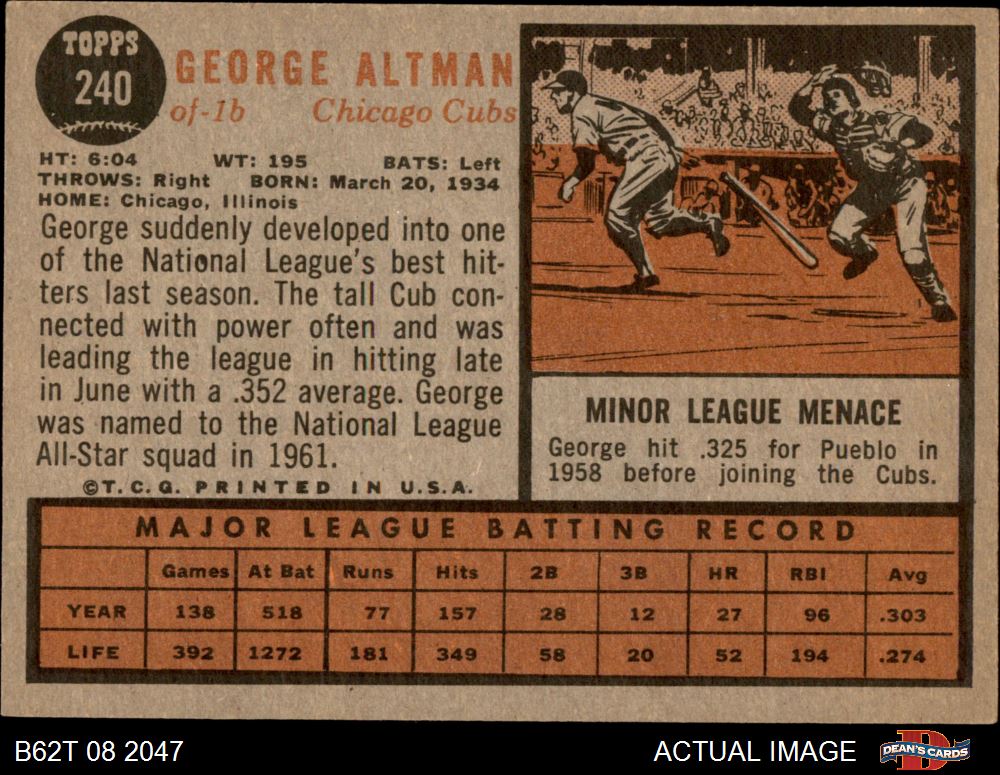 TOPPS
240
GEORGE ALTMAN
of-1b Chicago Cubs
HT: 6:04 WT: 195 BATS: Left
THROWS: Right BORN: March 20, 1934
HOME: Chicago, Illinois
George suddenly developed into one
of the National League's best hit-
ters last season. The tall Cub con-
nected with power often and was
leading the league in hitting late
in June with a .352 average. George
was named to the National League
All-Star squad in 1961.
©T.C.G. PRINTED IN U.S.A.
MINOR LEAGUE MENACE
George hit .325 for Pueblo in
1958 before joining the Cubs.
MAJOR LEAGUE BATTING RECORD
Games At Bat Runs Hits 2B 3B HR RBI Avg
YEAR 138 518 77 157 28 12 27 96 .303
LIFE 392 1272 181 349 58 20 52 194 .274
B62T 08 2047 ACTUAL IMAGE DEAN'S CARDS